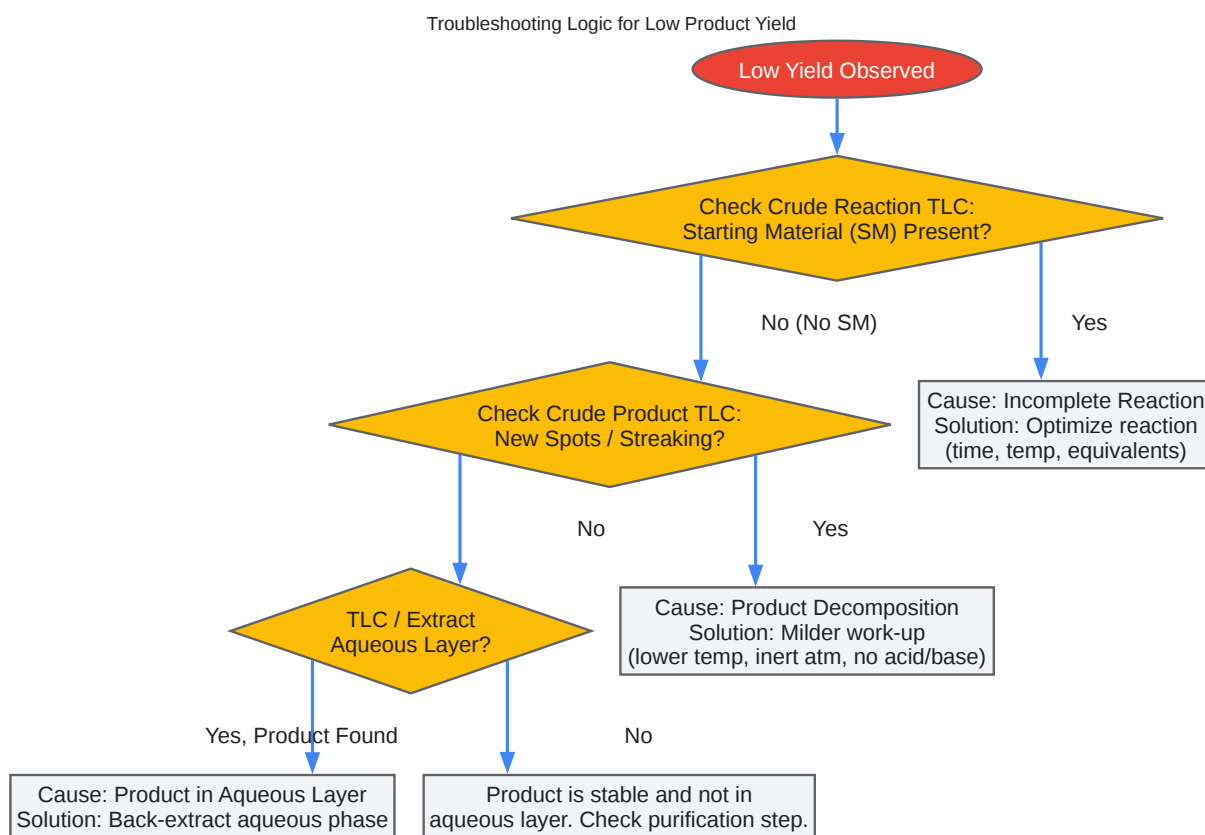 Troubleshooting Logic for Low Product Yield
Low Yield Observed
Check Crude Reaction TLC:
Starting Material (SM) Present?
No (No SM)
Yes
Cause: Incomplete Reaction
Solution: Optimize reaction
(time, temp, equivalents)
Check Crude Product TLC:
New Spots / Streaking?
No
Yes
Cause: Product Decomposition
Solution: Milder work-up
(lower temp, inert atm, no acid/base)
TLC / Extract
Aqueous Layer?
Yes, Product Found
No
Cause: Product in Aqueous Layer
Solution: Back-extract aqueous phase
Product is stable and not in
aqueous layer. Check purification step.